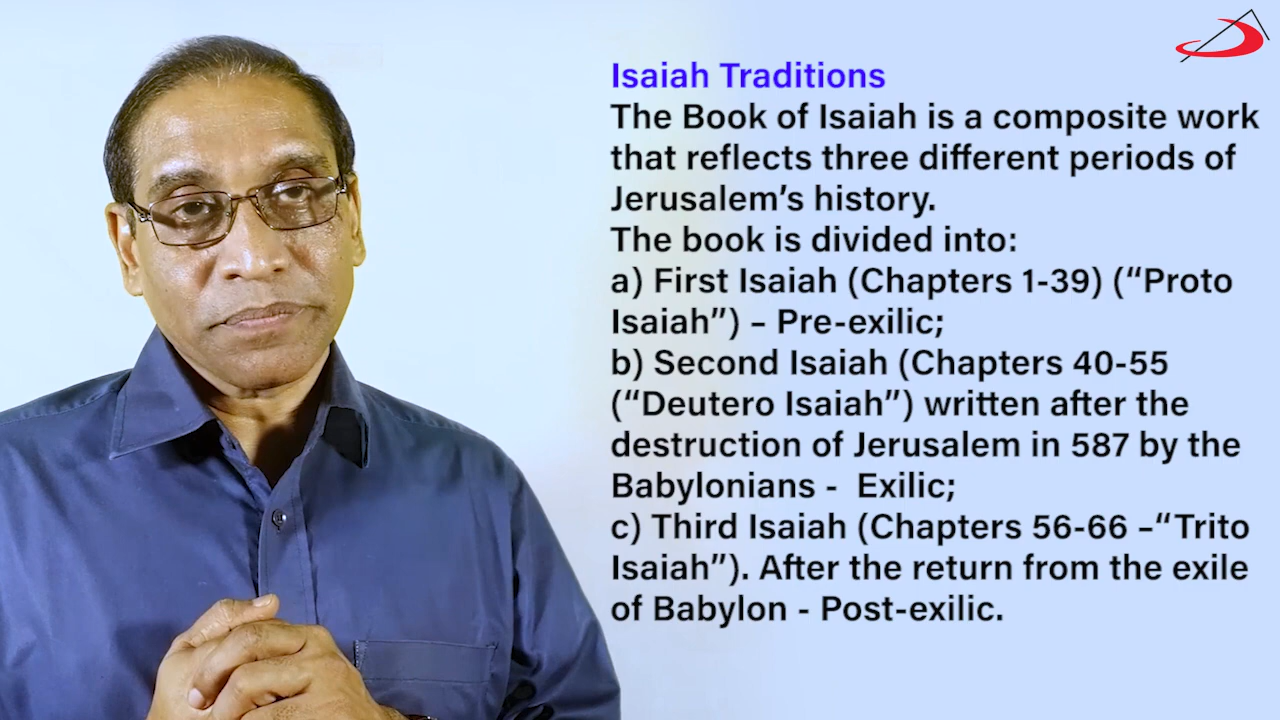 Isaiah Traditions
The Book of Isaiah is a composite work
that reflects three different periods of
Jerusalem’s history.
The book is divided into:
a) First Isaiah (Chapters 1-39) (“Proto
Isaiah”) – Pre-exilic;
b) Second Isaiah (Chapters 40-55
(“Deutero Isaiah”) written after the
destruction of Jerusalem in 587 by the
Babylonians -  Exilic;
c) Third Isaiah (Chapters 56-66 –“Trito
Isaiah”). After the return from the exile
of Babylon - Post-exilic.